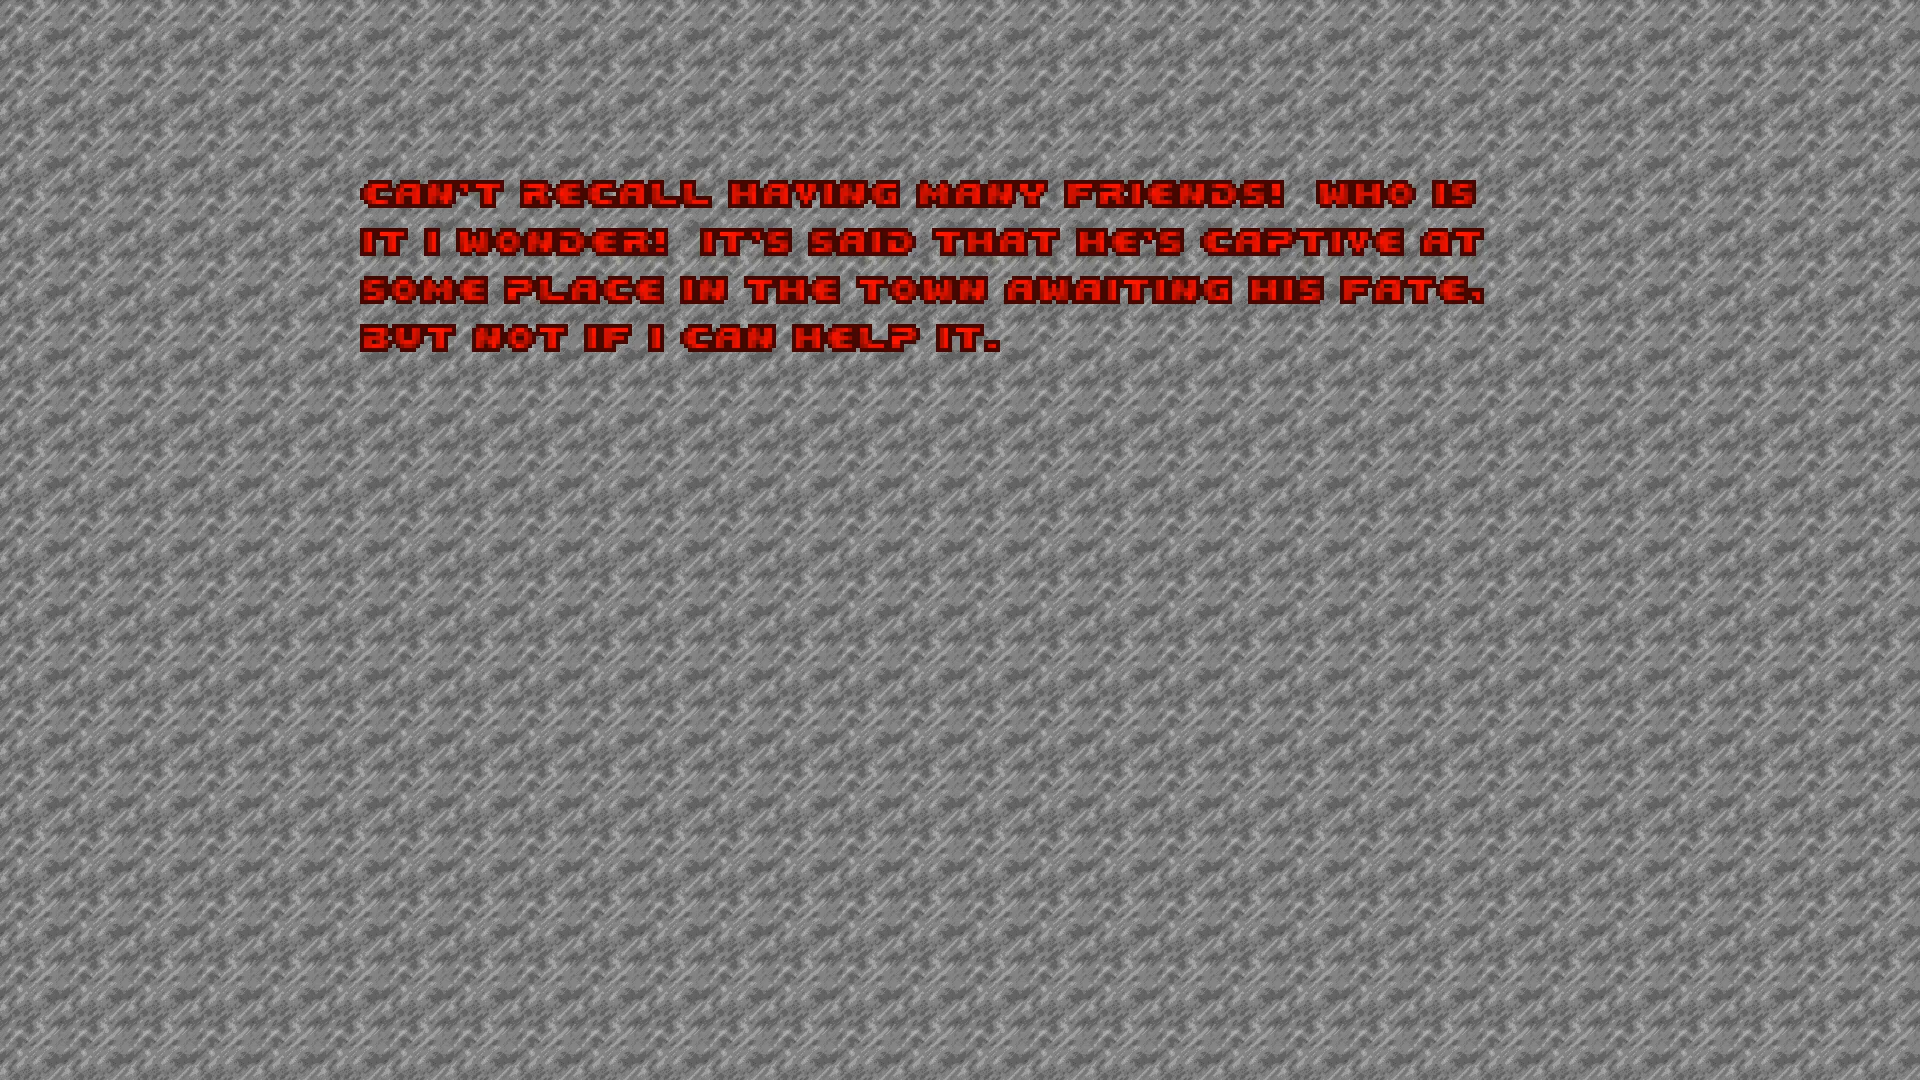 CAN'T RECALL HAVING MANY FRIENDS!  WHO IS
IT I WONDER!  IT'S SAID THAT HE'S CAPTIVE AT
SOME PLACE IN THE TOWN AWAITING HIS FATE,
BUT NOT IF I CAN HELP IT.